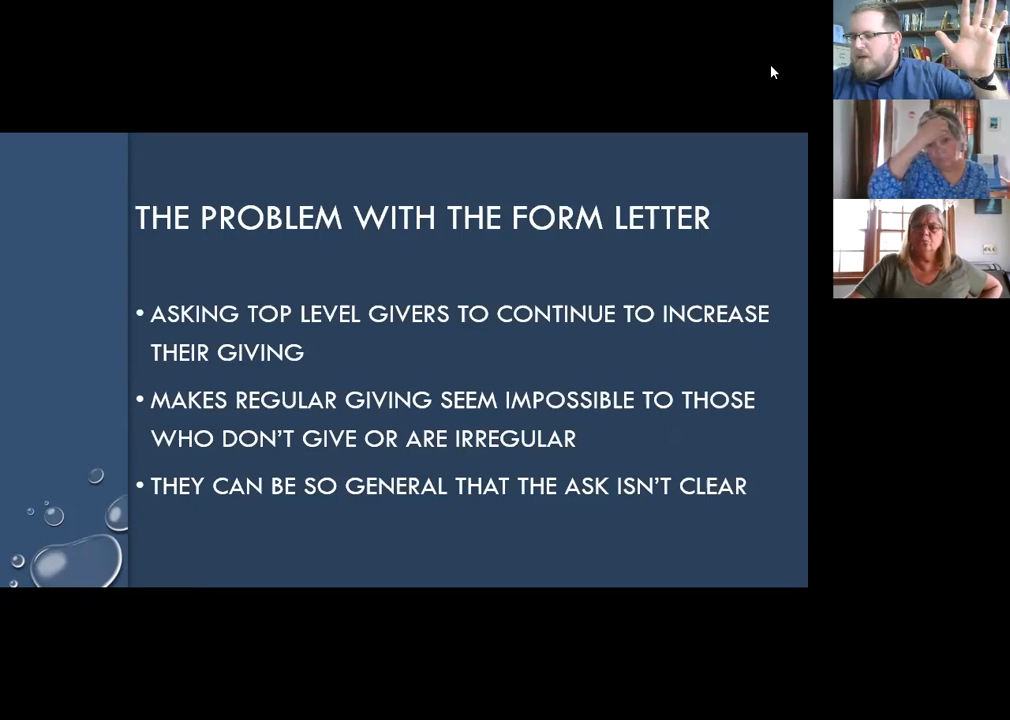 THE PROBLEM WITH THE FORM LETTER
• ASKING TOP LEVEL GIVERS TO CONTINUE TO INCREASE
THEIR GIVING
• MAKES REGULAR GIVING SEEM IMPOSSIBLE TO THOSE
WHO DON'T GIVE OR ARE IRREGULAR
• THEY CAN BE SO GENERAL THAT THE ASK ISN'T CLEAR